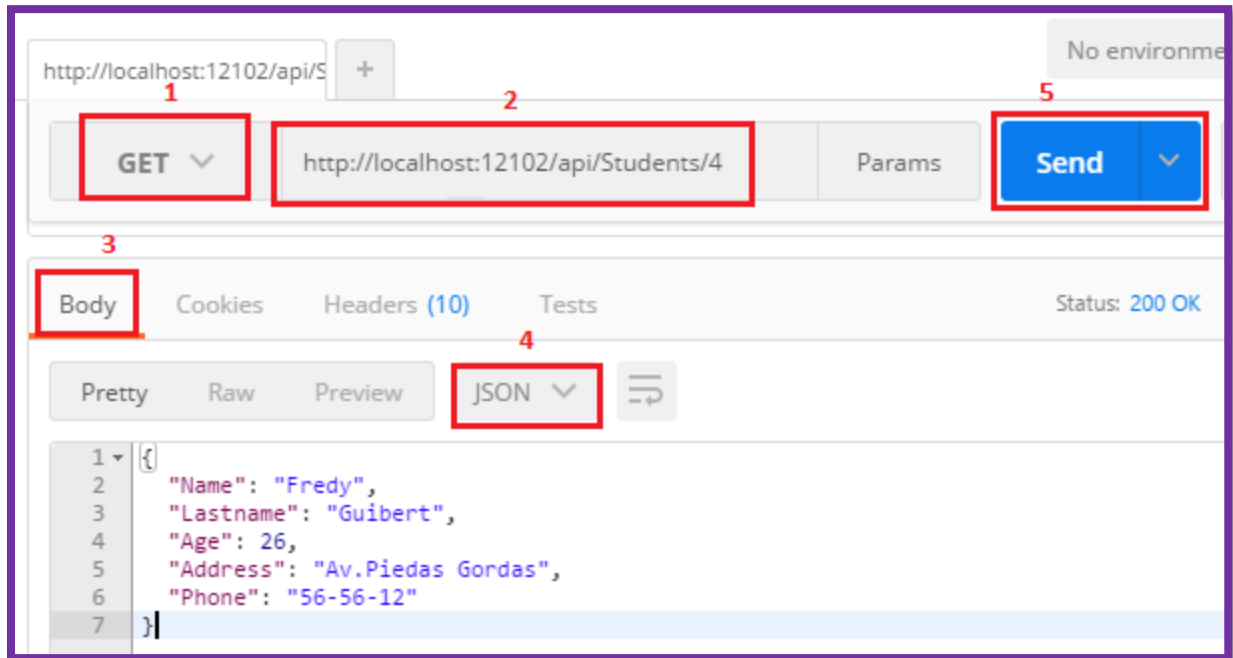 No environme
http://localhost:12102/api/S +
1 2 5
GET http://localhost:12102/api/Students/4 Params Send
3
Body Cookies Headers (10) Tests Status: 200 OK
4
Pretty Raw Preview JSON
1 {
2 "Name": "Fredy",
3 "Lastname": "Guibert",
4 "Age": 26,
5 "Address": "Av.Piedas Gordas",
6 "Phone": "56-56-12"
7 }